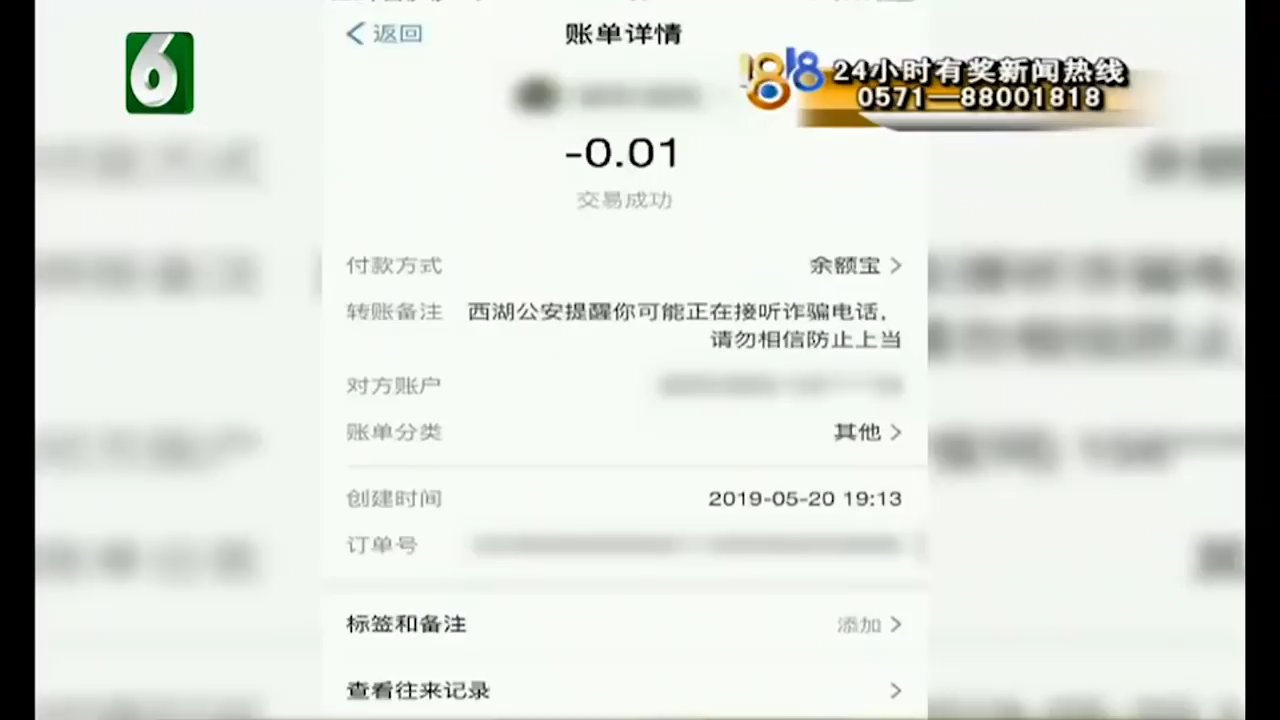 6
返回
账单详情
1818
24小时有奖新闻热线
0571—88001818
-0.01
交易成功
付款方式
余额宝
转账备注
西湖公安提醒你可能正在接听诈骗电话，
请勿相信防止上当
对方账户
账单分类
其他
创建时间
2019-05-20 19:13
订单号
标签和备注
添加
查看往来记录